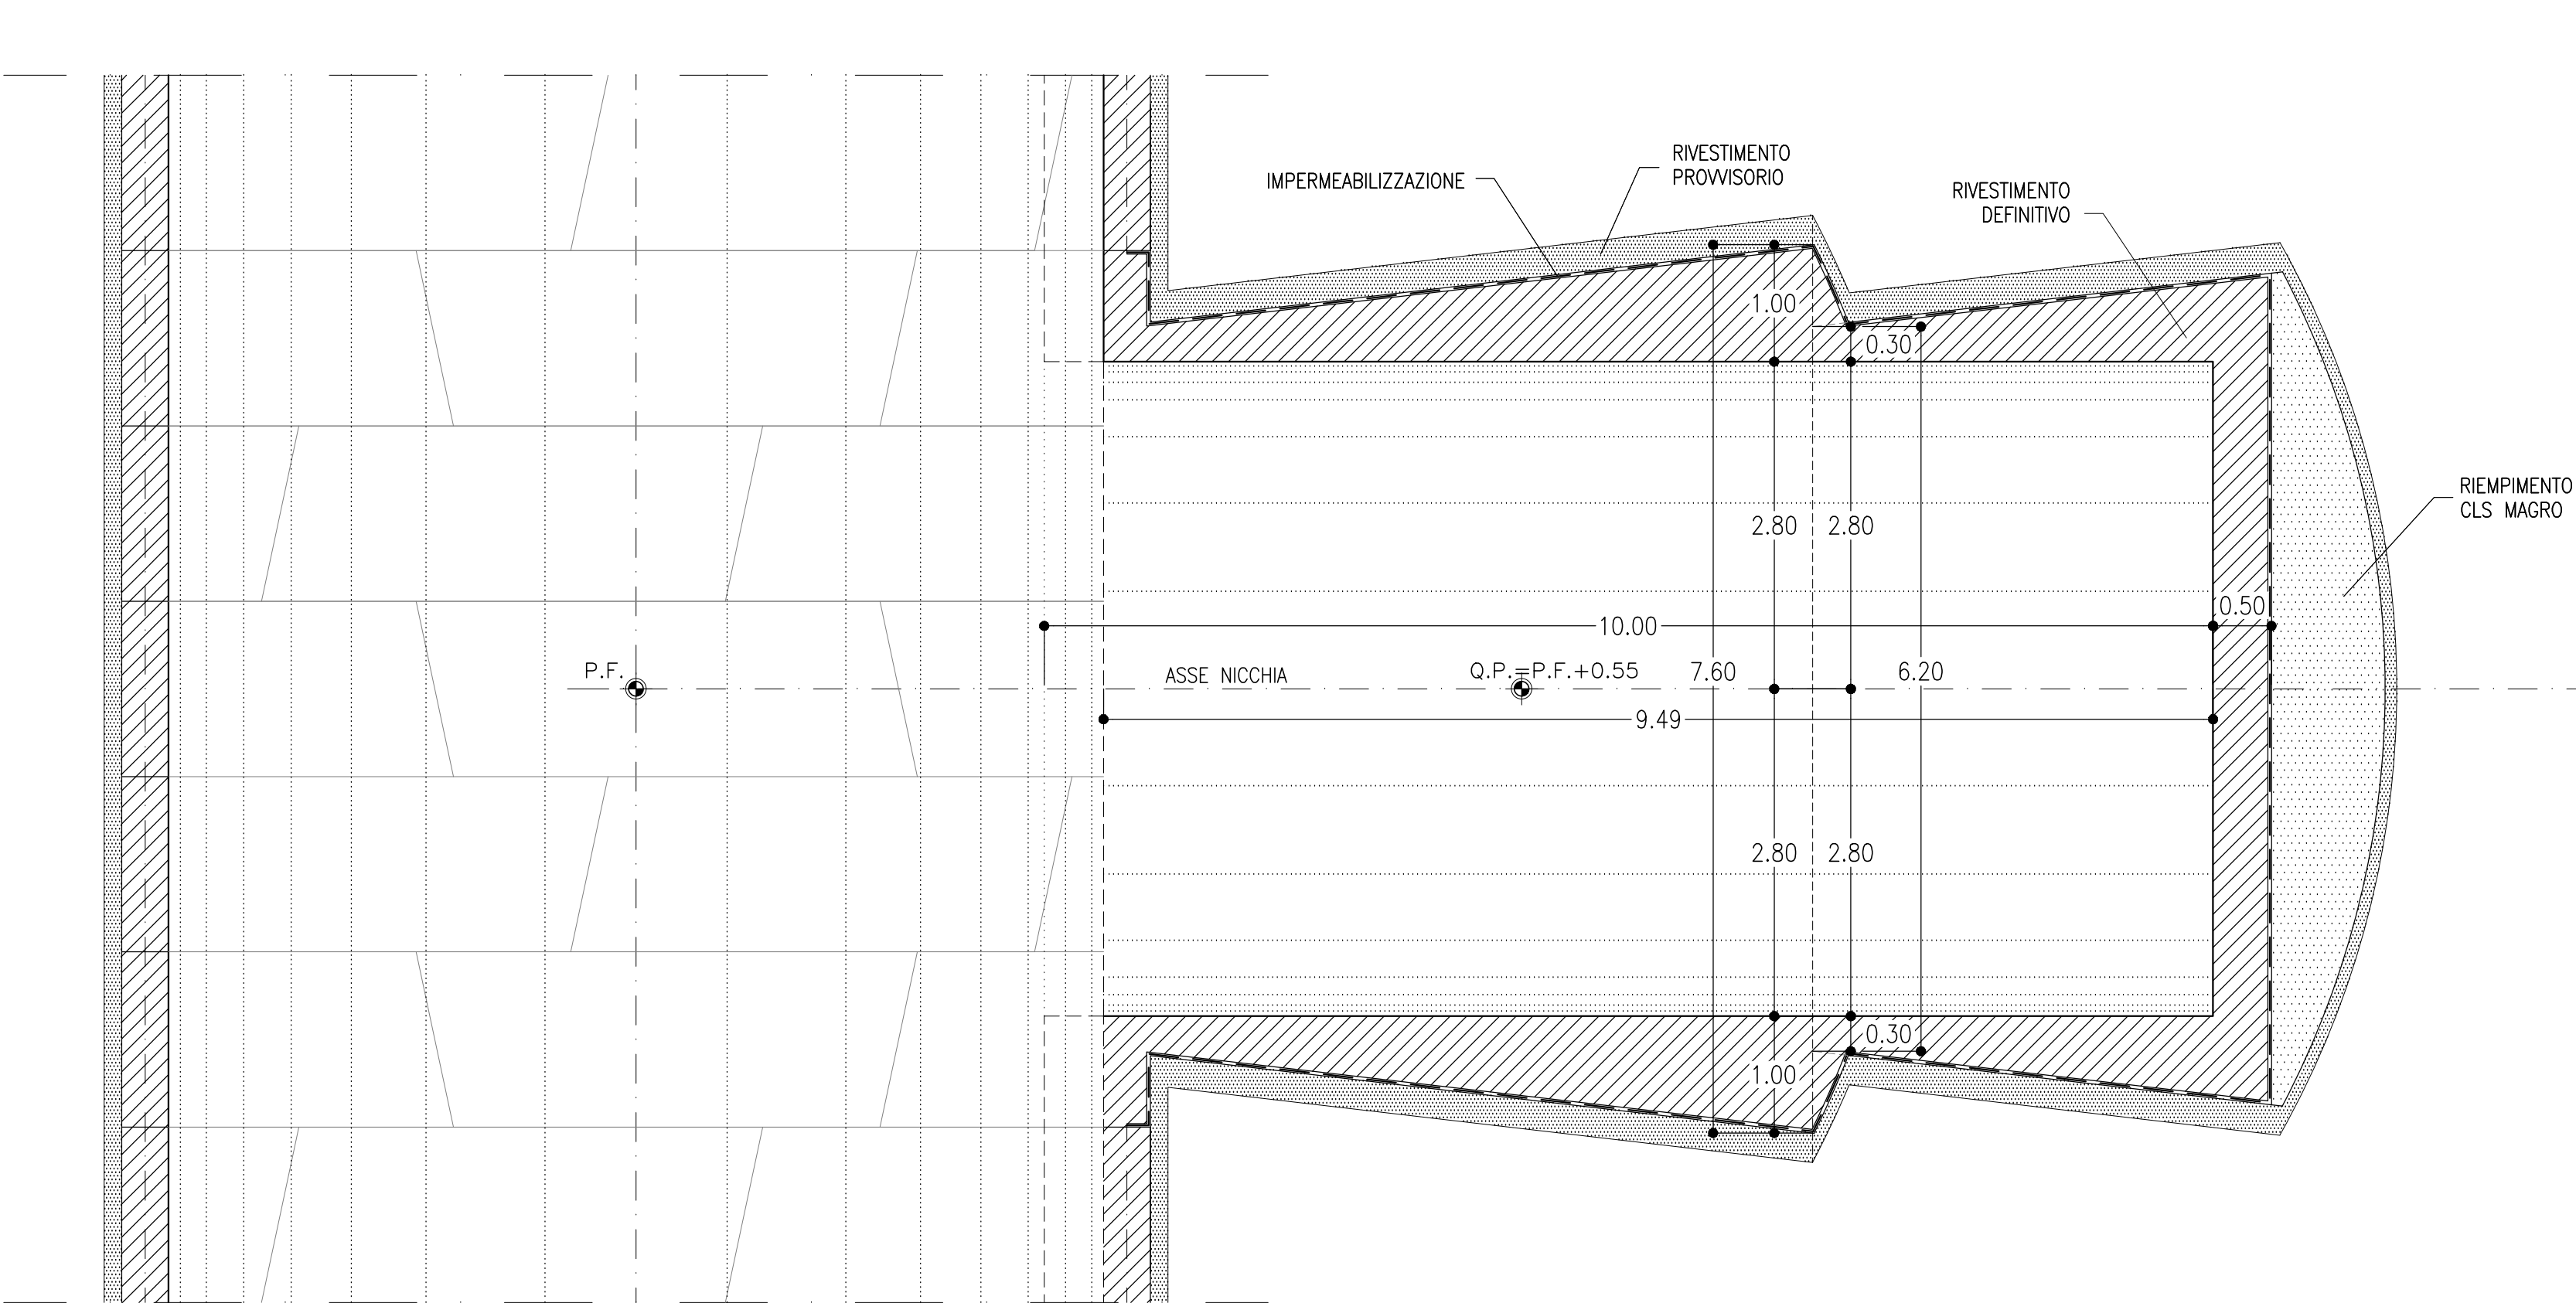 RIVESTIMENTO
PROVVISORIO
IMPERMEABILIZZAZIONE
RIVESTIMENTO
DEFINITIVO
1.00
0.30
RIEMPIMENTO
CLS MAGRO
2.80
2.80
0.50
10.00
P.F.
ASSE NICCHIA
Q.P.=P.F.+0.55
7.60
6.20
9.49
2.80
2.80
0.30
1.00